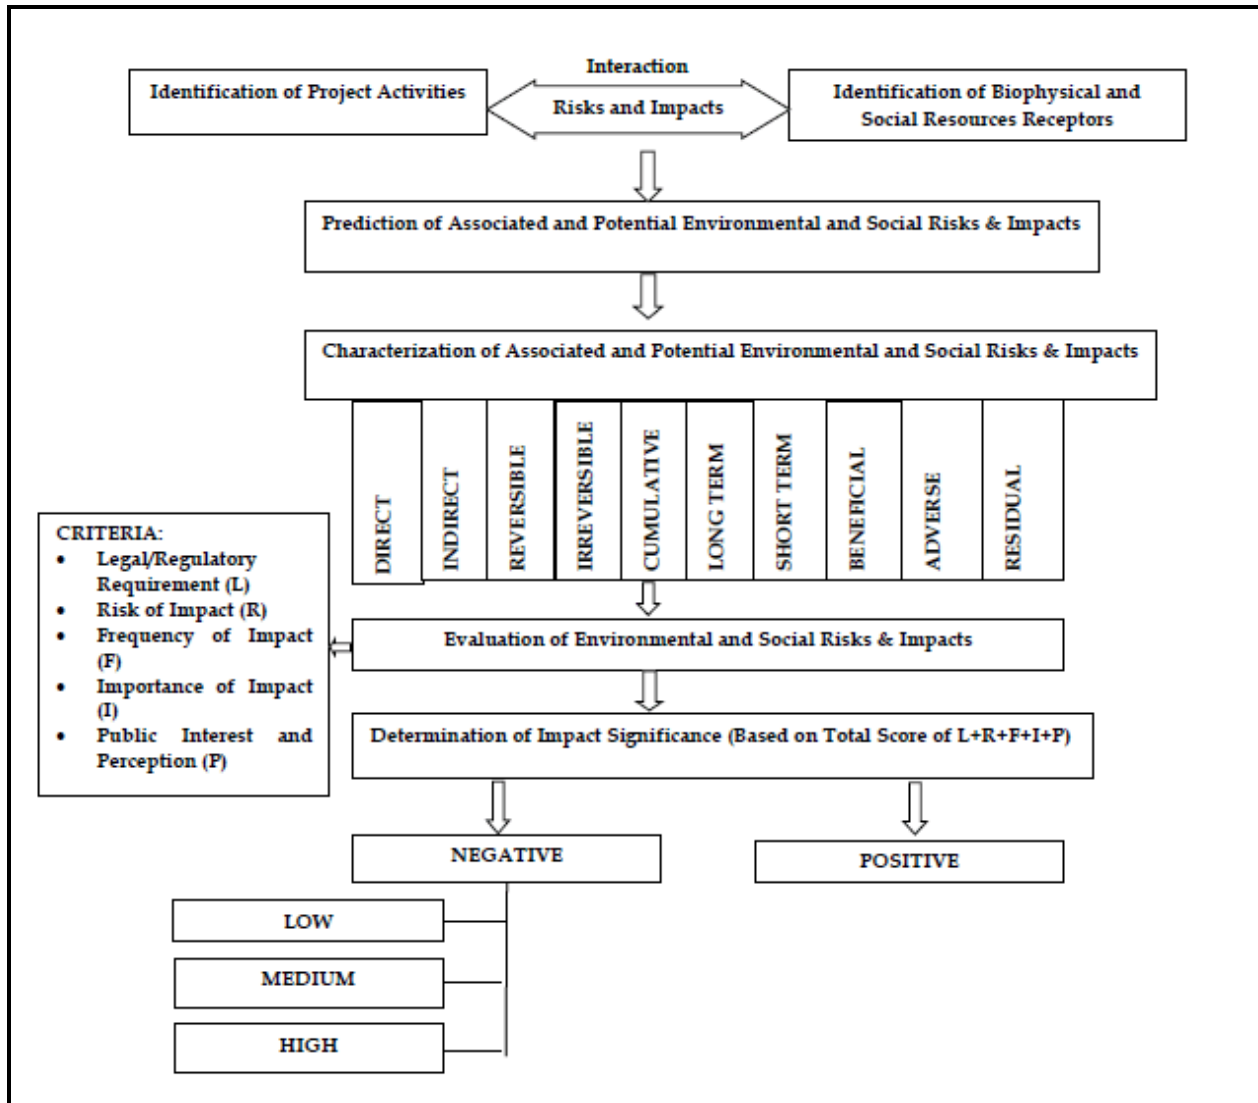 Interaction
Identification of Project Activities
Risks and Impacts
Identification of Biophysical and
Social Resources Receptors
Prediction of Associated and Potential Environmental and Social Risks & Impacts
Characterization of Associated and Potential Environmental and Social Risks & Impacts
DIRECT
INDIRECT
REVERSIBLE
IRREVERSIBLE
CUMULATIVE
LONG TERM
SHORT TERM
BENEFICIAL
ADVERSE
RESIDUAL
CRITERIA:
• Legal/Regulatory
Requirement (L)
• Risk of Impact (R)
• Frequency of Impact
(F)
• Importance of Impact
(I)
• Public Interest and
Perception (P)
Evaluation of Environmental and Social Risks & Impacts
Determination of Impact Significance (Based on Total Score of L+R+F+I+P)
NEGATIVE
POSITIVE
LOW
MEDIUM
HIGH